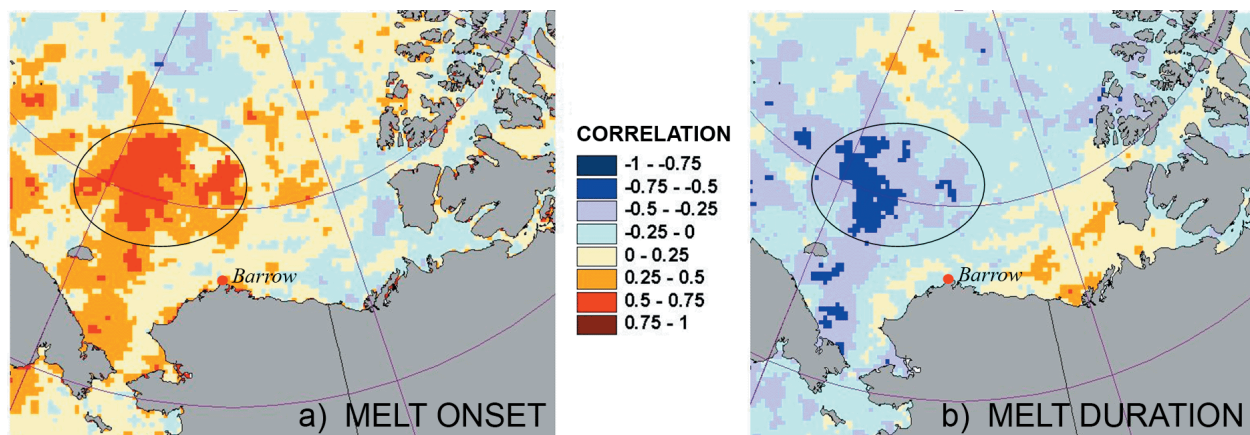 CORRELATION
-1 - -0.75
-0.75 - -0.5
-0.5 - -0.25
-0.25 - 0
0 - 0.25
0.25 - 0.5
0.5 - 0.75
0.75 - 1
Barrow
Barrow
a) MELT ONSET
b) MELT DURATION